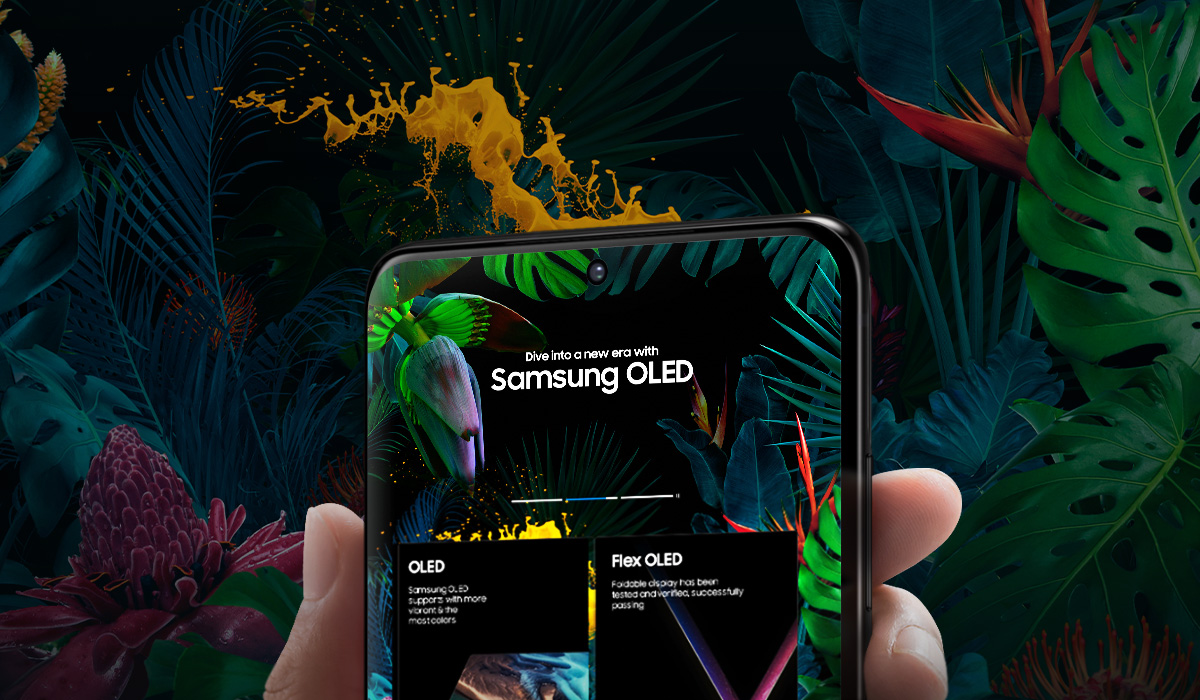 Dive into a new era with
Samsung OLED
OLED
Samsung OLED
supports with more
vibrant & the
most colors
Flex OLED
Foldable display has been
tested and verified, successfully
passing